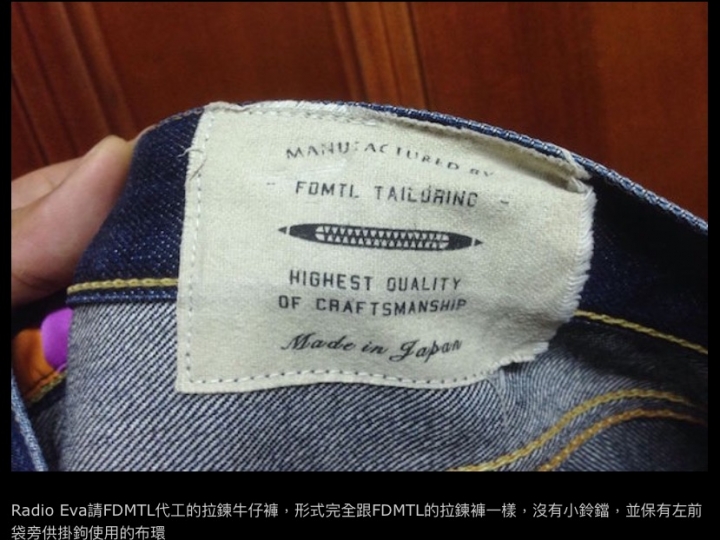 MANUFACTURED BY
- FDMTL TAILORING -
HIGHEST QUALITY
OF CRAFTSMANSHIP
Made in Japan
Radio Eva請FDMTL代工的拉鍊牛仔褲，形式完全跟FDMTL的拉鍊褲一樣，沒有小鈴鐺，並保有左前
袋旁供掛鉤使用的布環